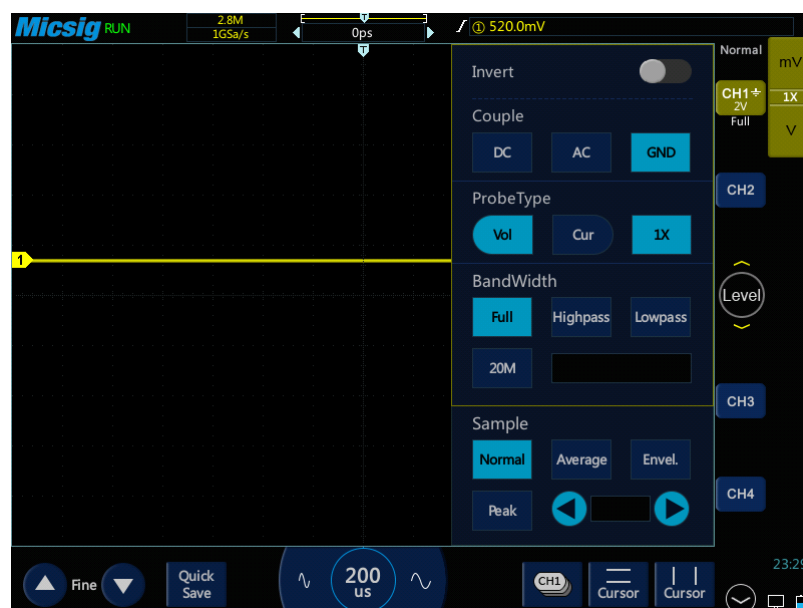 Micsig RUN
2.8M
1GSa/s
T
0ps
① 520.0mV
T
Normal
mV
CH1
2V
1X
Full
V
Invert
Couple
DC AC GND
ProbeType
Vol Cur 1X
CH2
1
BandWidth
Full Highpass Lowpass
Level
20M
CH3
Sample
Normal Average Envel.
Peak
CH4
Fine
Quick
Save
200
us
CH1
Cursor
Cursor